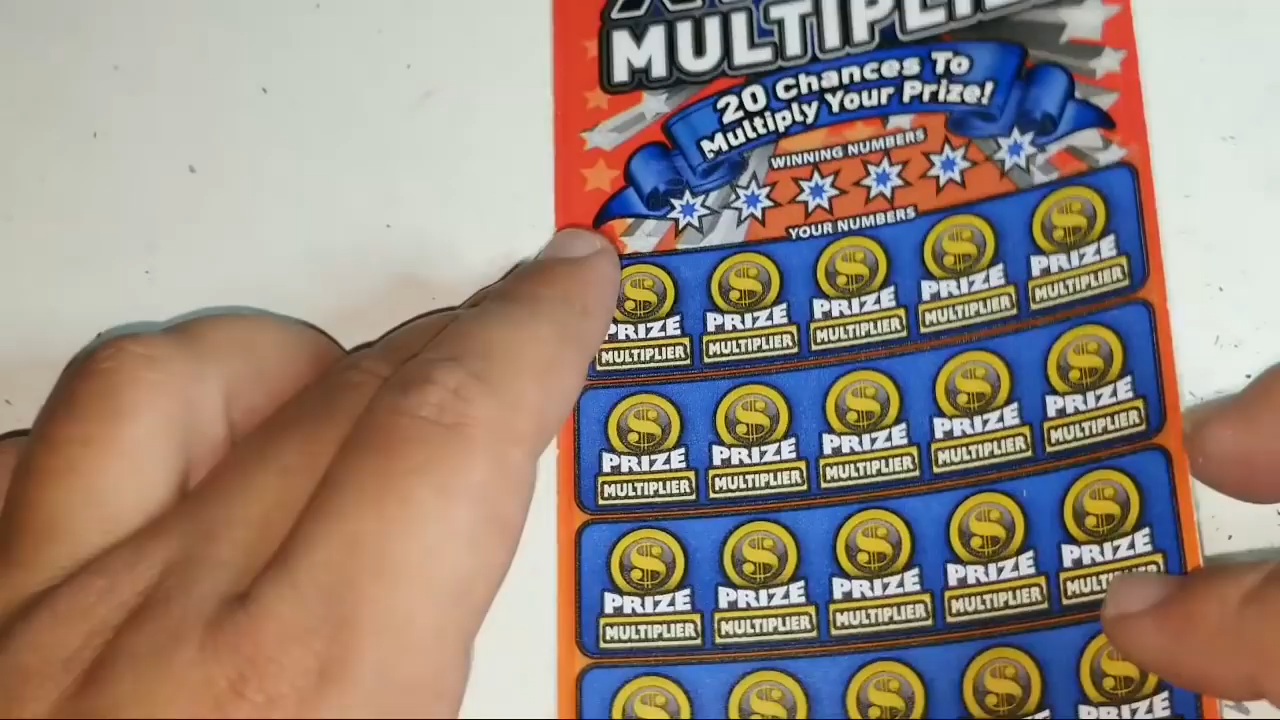 MULTIPLIER
20 Chances To
Multiply Your Prize!
WINNING NUMBERS
YOUR NUMBERS
$ $ $ $ $
PRIZE PRIZE PRIZE PRIZE PRIZE
MULTIPLIER MULTIPLIER MULTIPLIER MULTIPLIER MULTIPLIER
$ $ $ $ $
PRIZE PRIZE PRIZE PRIZE PRIZE
MULTIPLIER MULTIPLIER MULTIPLIER MULTIPLIER MULTIPLIER
$ $ $ $ $
PRIZE PRIZE PRIZE PRIZE PRIZE
MULTIPLIER MULTIPLIER MULTIPLIER MULTIPLIER MULTIPLIER
$ $ $ $ $
PRIZE